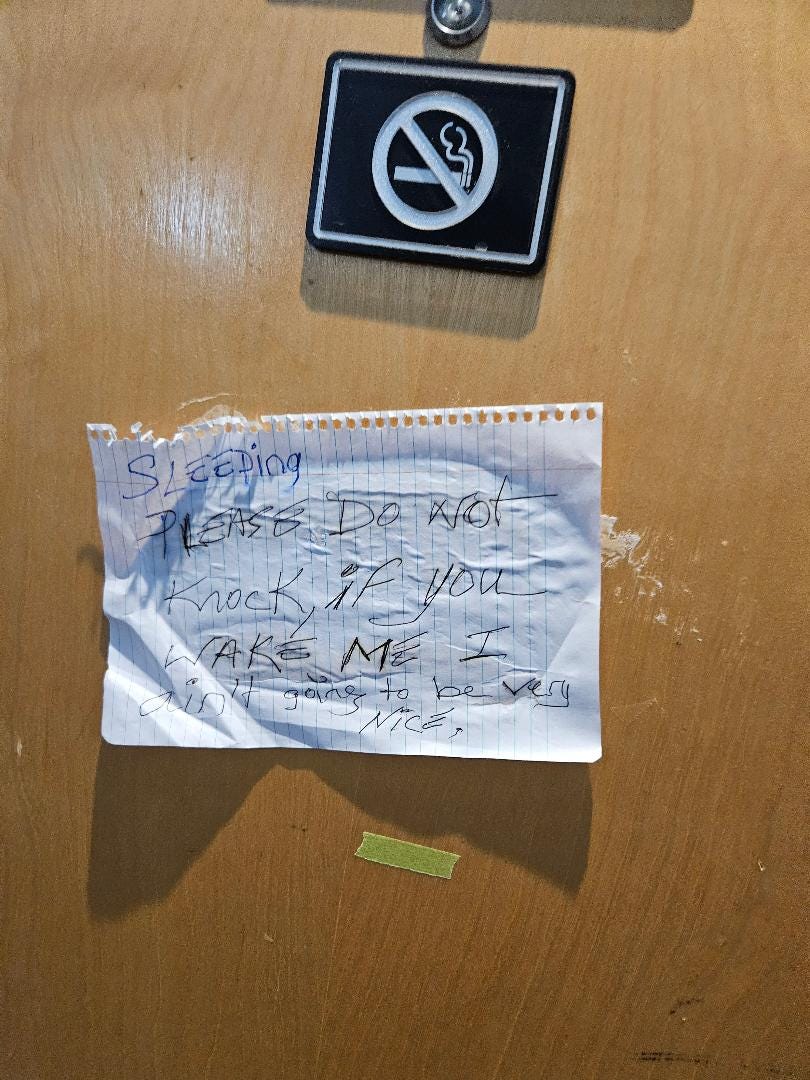 SLEEPing
PLEASE DO NOt
Knock, if you
WAKE ME I
ain't going to be very
NICE,